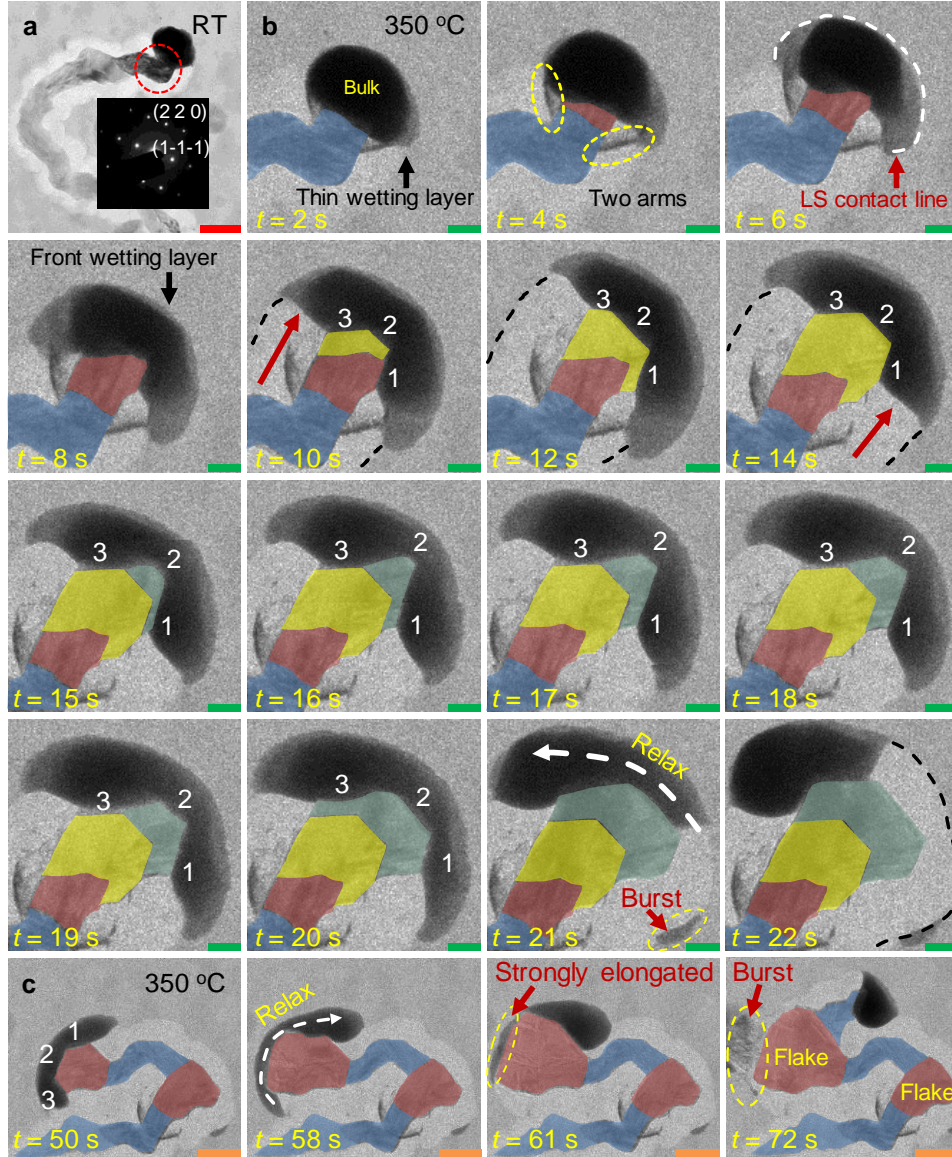 a
RT
(2 2 0)
(1-1-1)
b
350 °C
Bulk
Thin wetting layer
t = 2 s
Two arms
t = 4 s
LS contact line
t = 6 s
Front wetting layer
t = 8 s
3
2
1
t = 10 s
3
2
1
t = 12 s
3
2
1
t = 14 s
3
2
1
t = 15 s
3
2
1
t = 16 s
3
2
1
t = 17 s
3
2
1
t = 18 s
3
2
1
t = 19 s
3
2
1
t = 20 s
Relax
Burst
t = 21 s
t = 22 s
c
350 °C
1
2
3
t = 50 s
Relax
t = 58 s
Strongly elongated
t = 61 s
Burst
Flake
Flake
t = 72 s